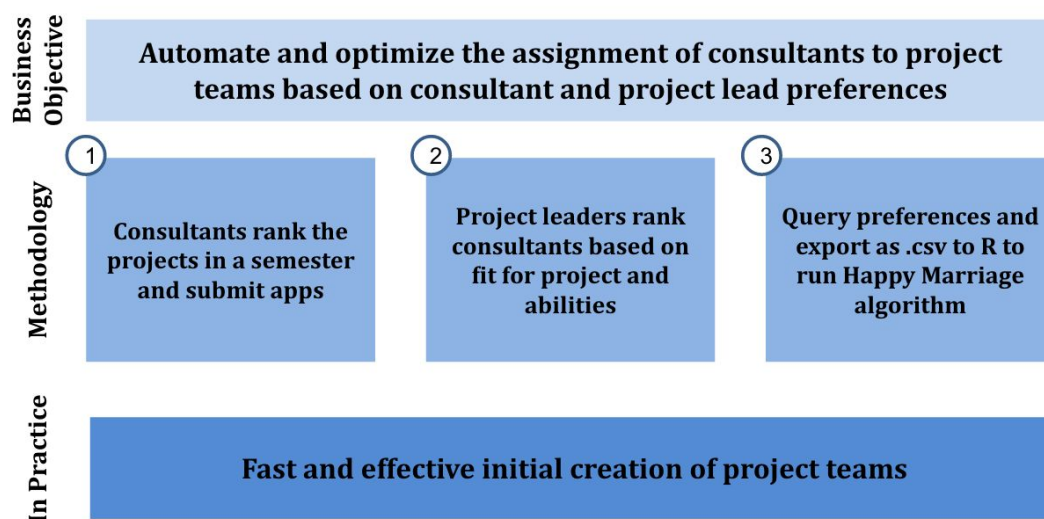 Business
Objective
Automate and optimize the assignment of consultants to project
teams based on consultant and project lead preferences
Methodology
1
Consultants rank the
projects in a semester
and submit apps
2
Project leaders rank
consultants based on
fit for project and
abilities
3
Query preferences and
export as .csv to R to
run Happy Marriage
algorithm
In Practice
Fast and effective initial creation of project teams